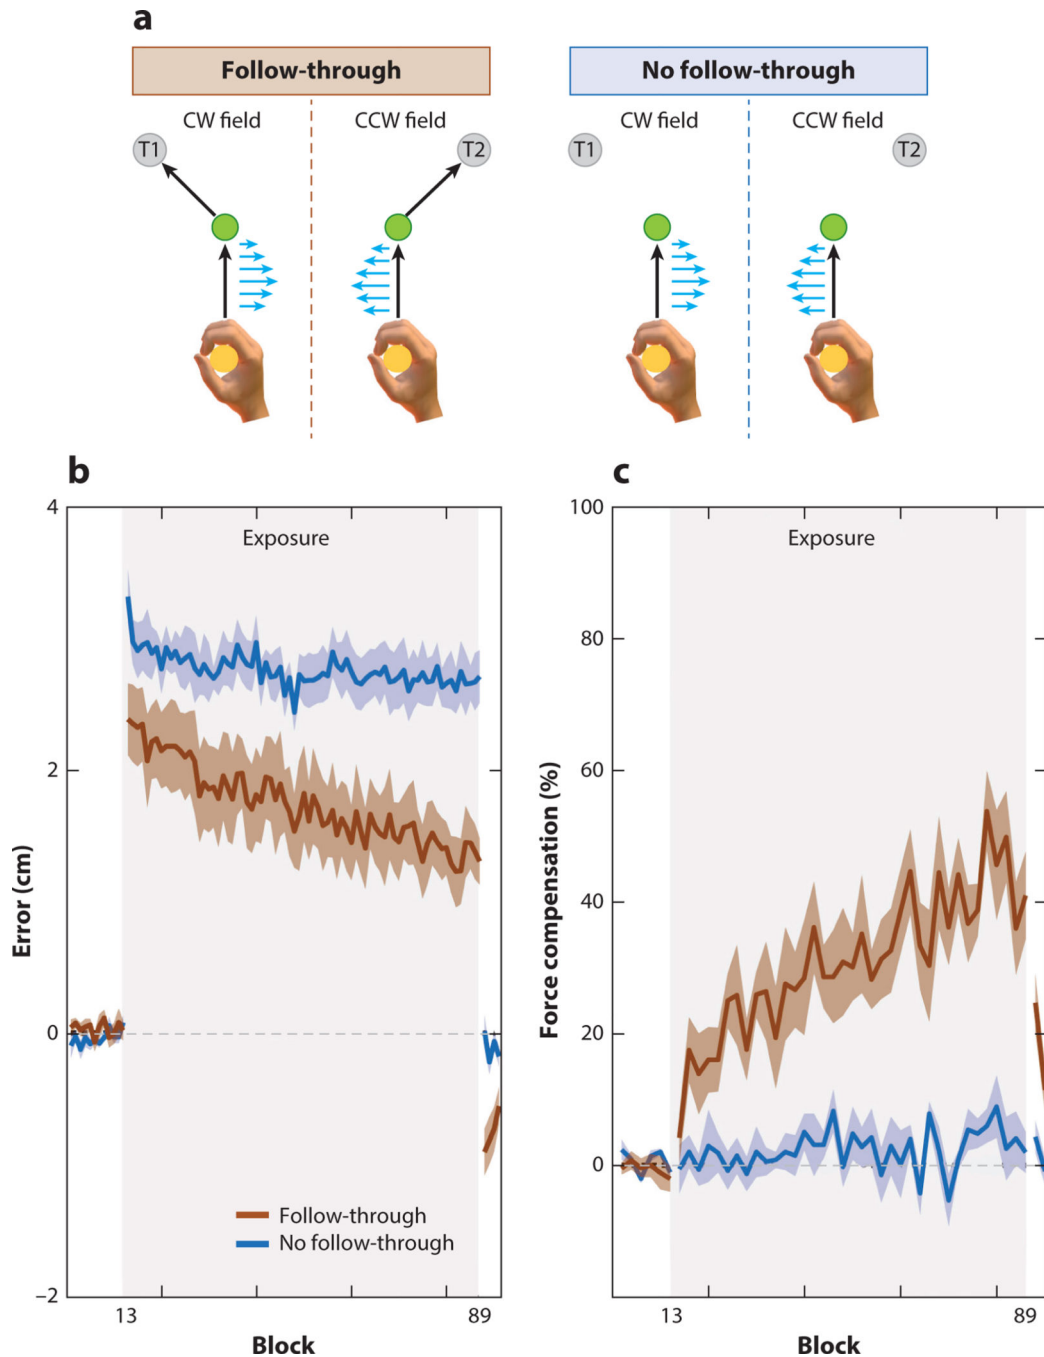 a
Follow-through
No follow-through
CW field
CCW field
CW field
CCW field
T1
T2
T1
T2
b
c
4
2
0
−2
Error (cm)
Exposure
Follow-through
No follow-through
13
89
Block
100
80
60
40
20
0
Force compensation (%)
Exposure
13
89
Block